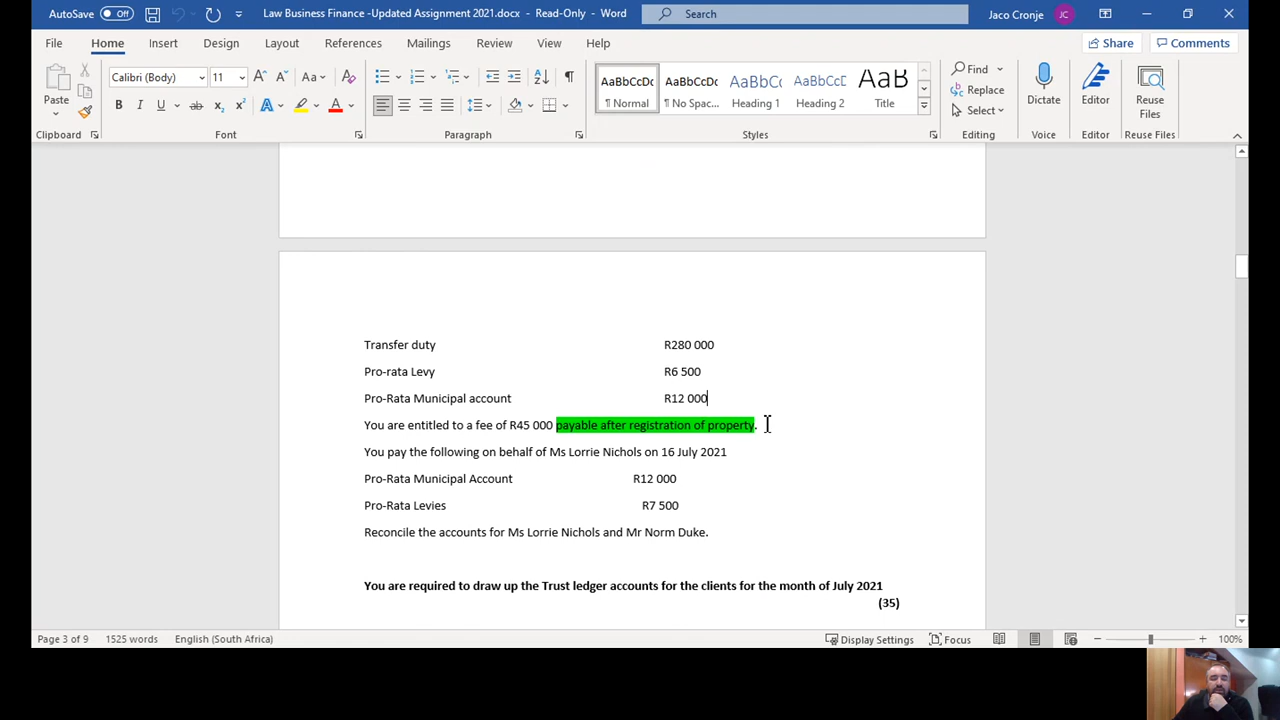 AutoSave Off Law Business Finance -Updated Assignment 2021.docx - Read-Only - Word Search Jaco Cronje JC
File Home Insert Design Layout References Mailings Review View Help Share Comments
Paste Calibri (Body) 11 Aa AaBbCcDc AaBbCcDc AaBbCc AaBbCcC AaB Find Dictate Editor Reuse Files
B I U ab x2 x2 A A ¶ Normal ¶ No Spac... Heading 1 Heading 2 Title Replace
Select
Clipboard Font Paragraph Styles Editing Voice Editor Reuse Files
Transfer duty R280 000
Pro-rata Levy R6 500
Pro-Rata Municipal account R12 000
You are entitled to a fee of R45 000 payable after registration of property.
You pay the following on behalf of Ms Lorrie Nichols on 16 July 2021
Pro-Rata Municipal Account R12 000
Pro-Rata Levies R7 500
Reconcile the accounts for Ms Lorrie Nichols and Mr Norm Duke.
You are required to draw up the Trust ledger accounts for the clients for the month of July 2021
(35)
Page 3 of 9 1525 words English (South Africa) Display Settings Focus 100%